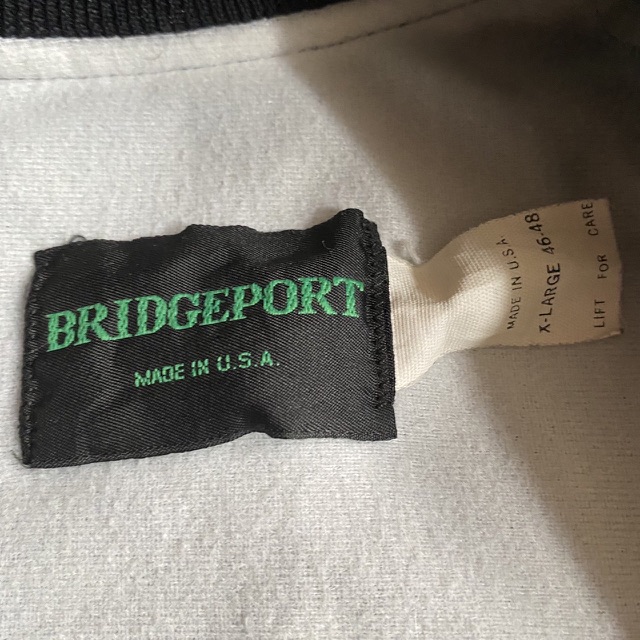 BRIDGEPORT
MADE IN U.S.A.
MADE IN U.S.A.
X-LARGE 46-48
LIFT FOR CARE